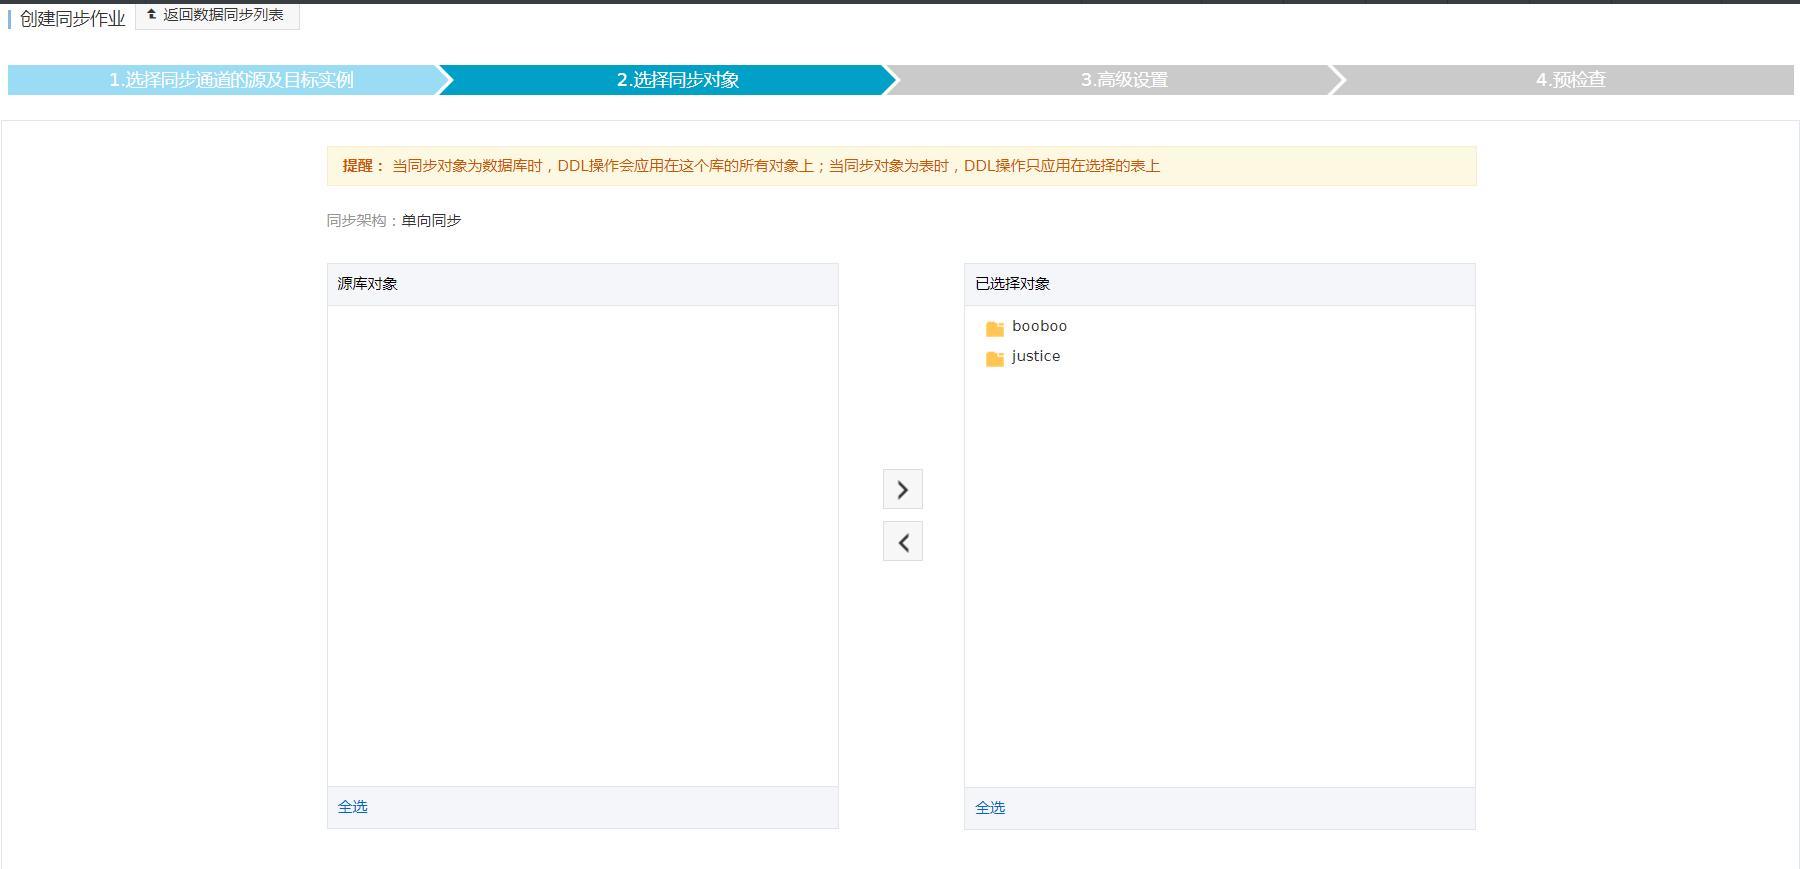 创建同步作业
返回数据同步列表
1.选择同步通道的源及目标实例
2.选择同步对象
3.高级设置
4.预检查
提醒：当同步对象为数据库时，DDL操作会应用在这个库的所有对象上；当同步对象为表时，DDL操作只应用在选择的表上
同步架构：单向同步
源库对象
全选
已选择对象
booboo
justice
全选